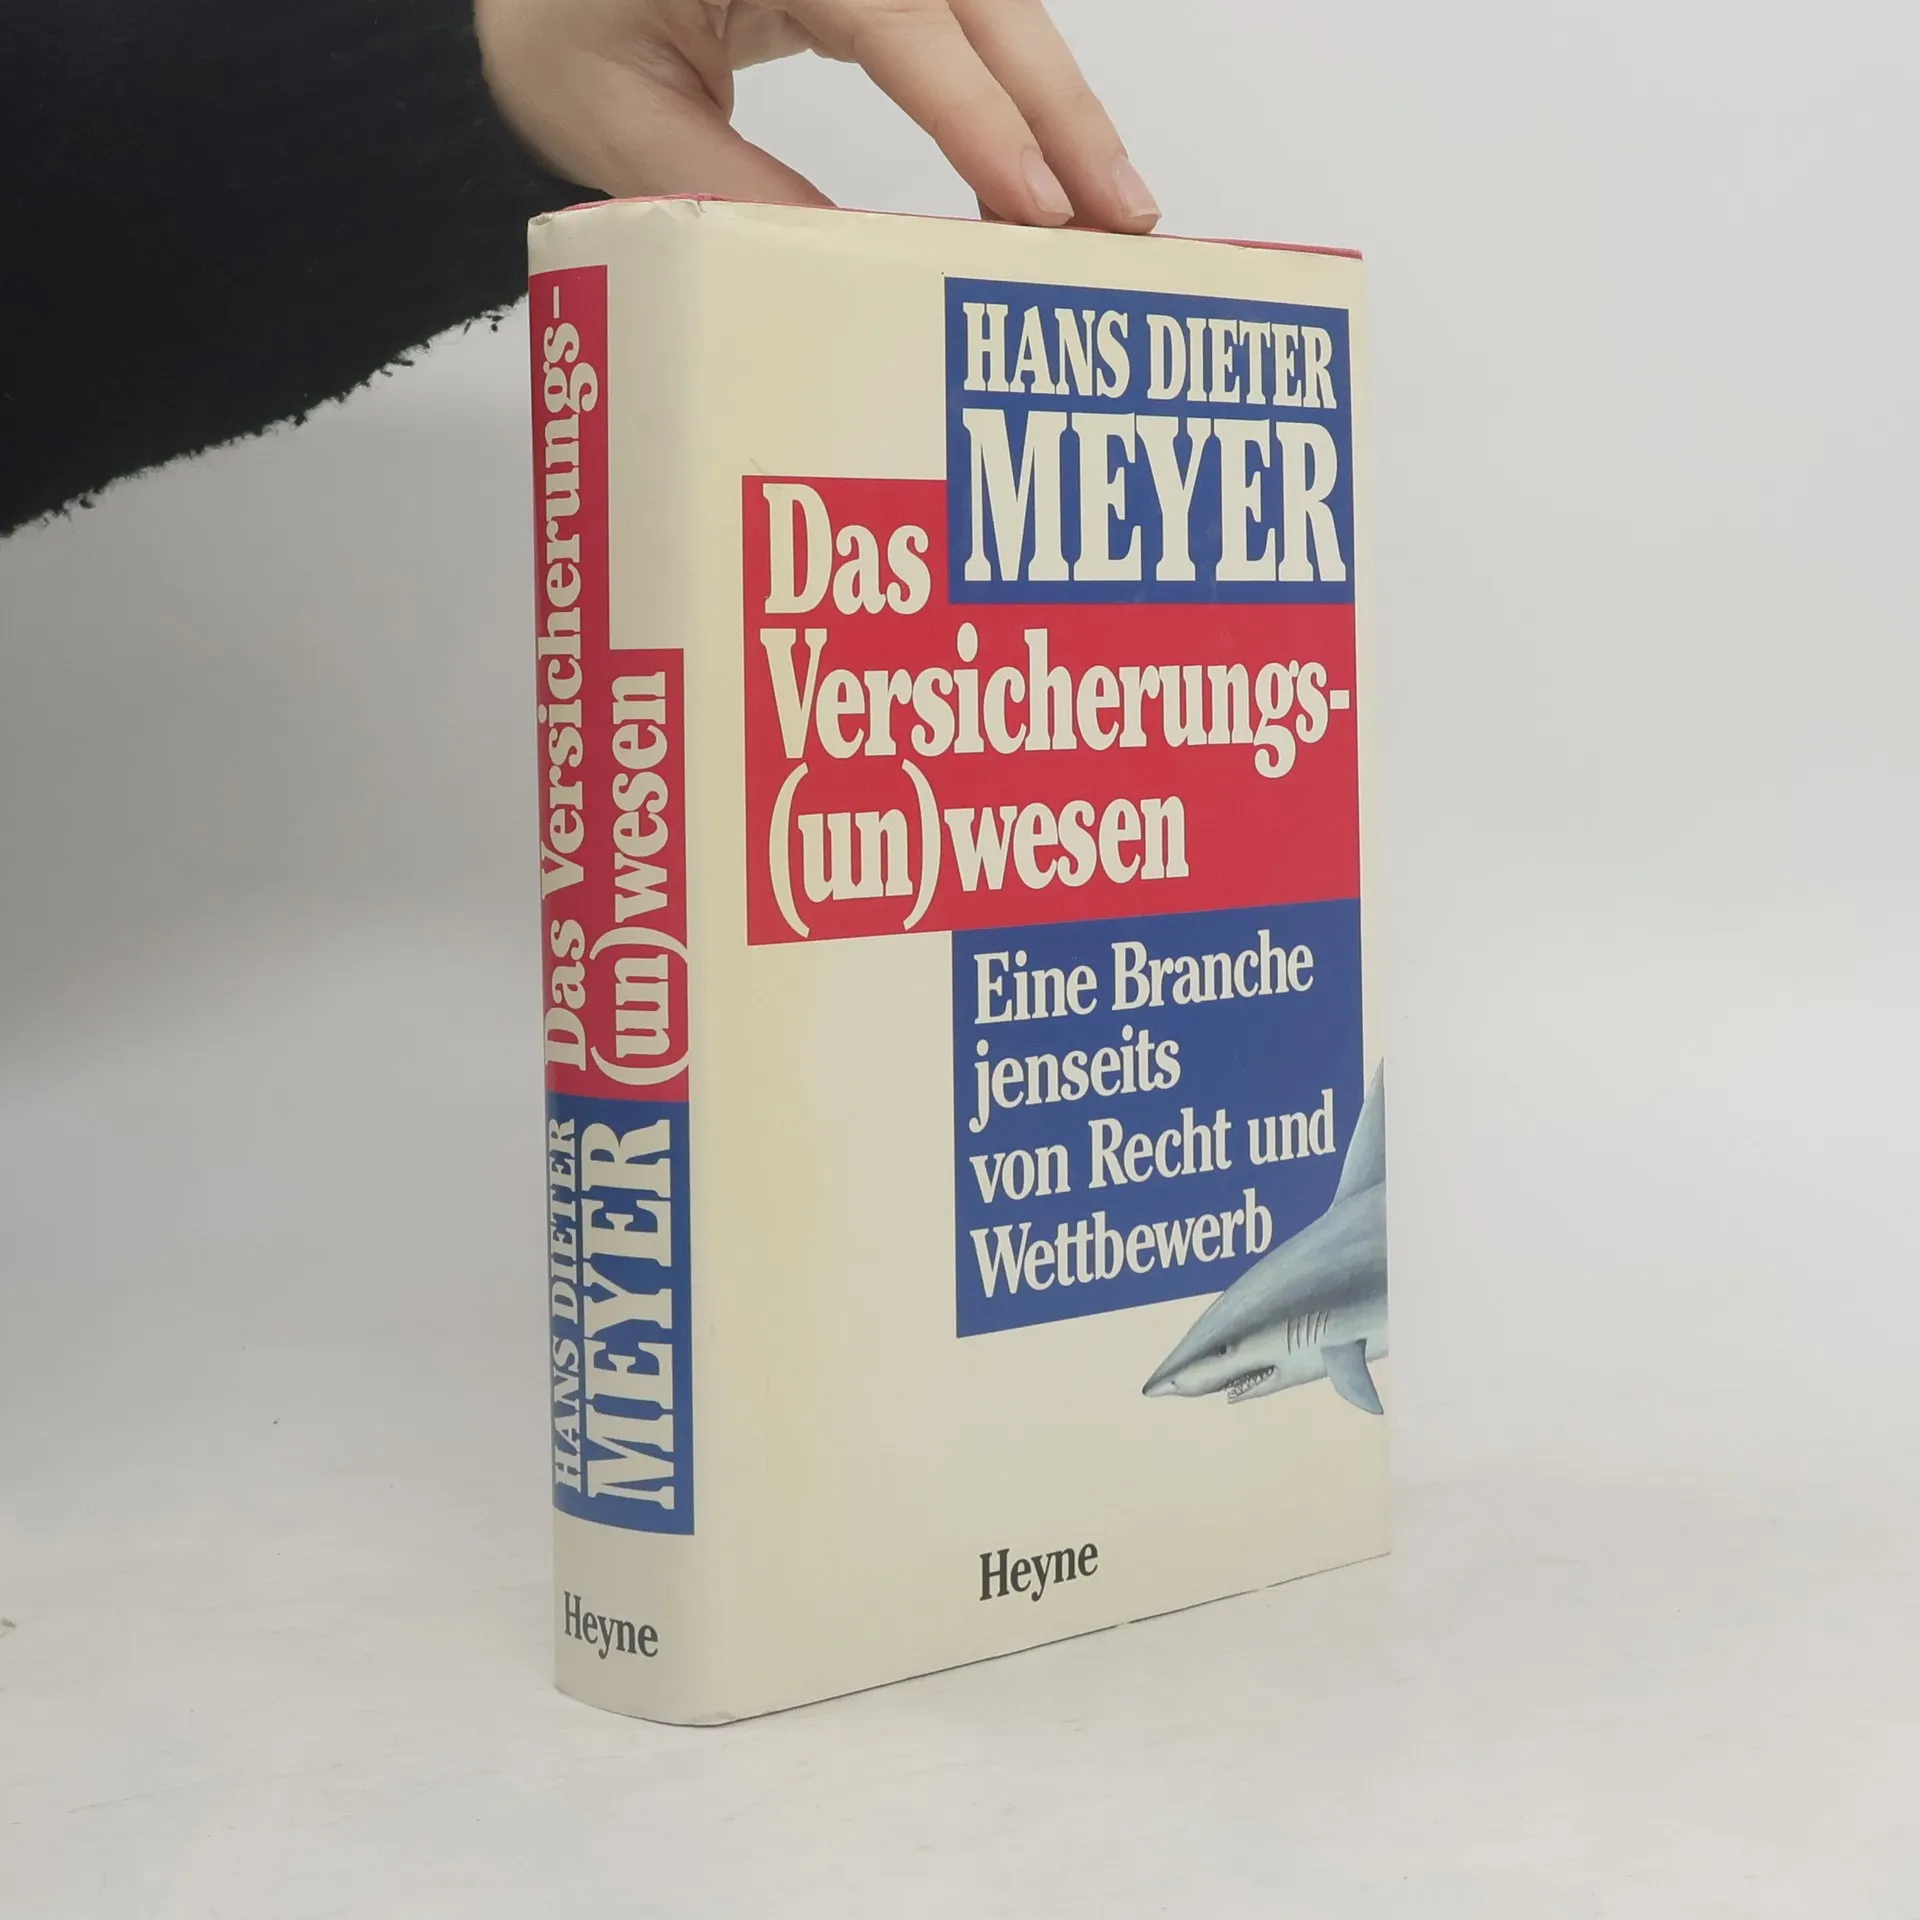 Das Versicherungs-
(un)wesen
HANS DIETER
MEYER
Heyne
HANS DIETER
MEYER
Das
Versicherungs-
(un)wesen
Eine Branche
jenseits
von Recht und
Wettbewerb
Heyne